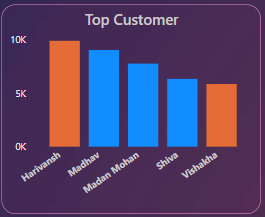 Top Customer
10K
5K
0K
Harivansh
Madhav
Madan Mohan
Shiva
Vishakha